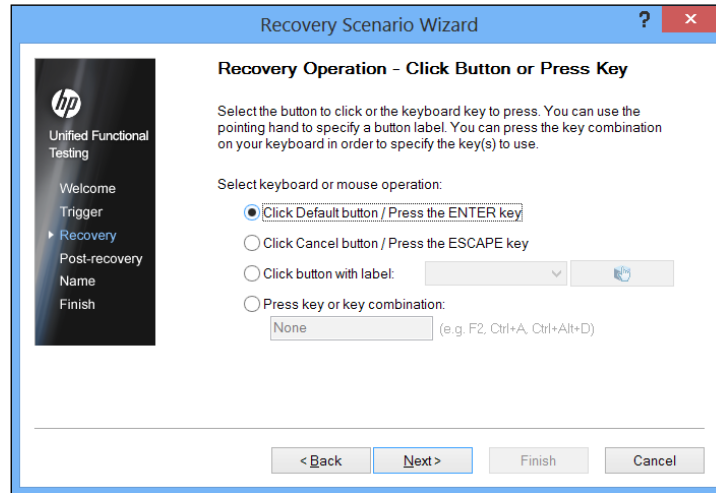 Recovery Scenario Wizard
?
×
hp
Unified Functional
Testing
Welcome
Trigger
Recovery
Post-recovery
Name
Finish
Recovery Operation - Click Button or Press Key
Select the button to click or the keyboard key to press. You can use the
pointing hand to specify a button label. You can press the key combination
on your keyboard in order to specify the key(s) to use.
Select keyboard or mouse operation:
Click Default button / Press the ENTER key
Click Cancel button / Press the ESCAPE key
Click button with label:
Press key or key combination:
None (e.g. F2, Ctrl+A, Ctrl+Alt+D)
< Back Next > Finish Cancel